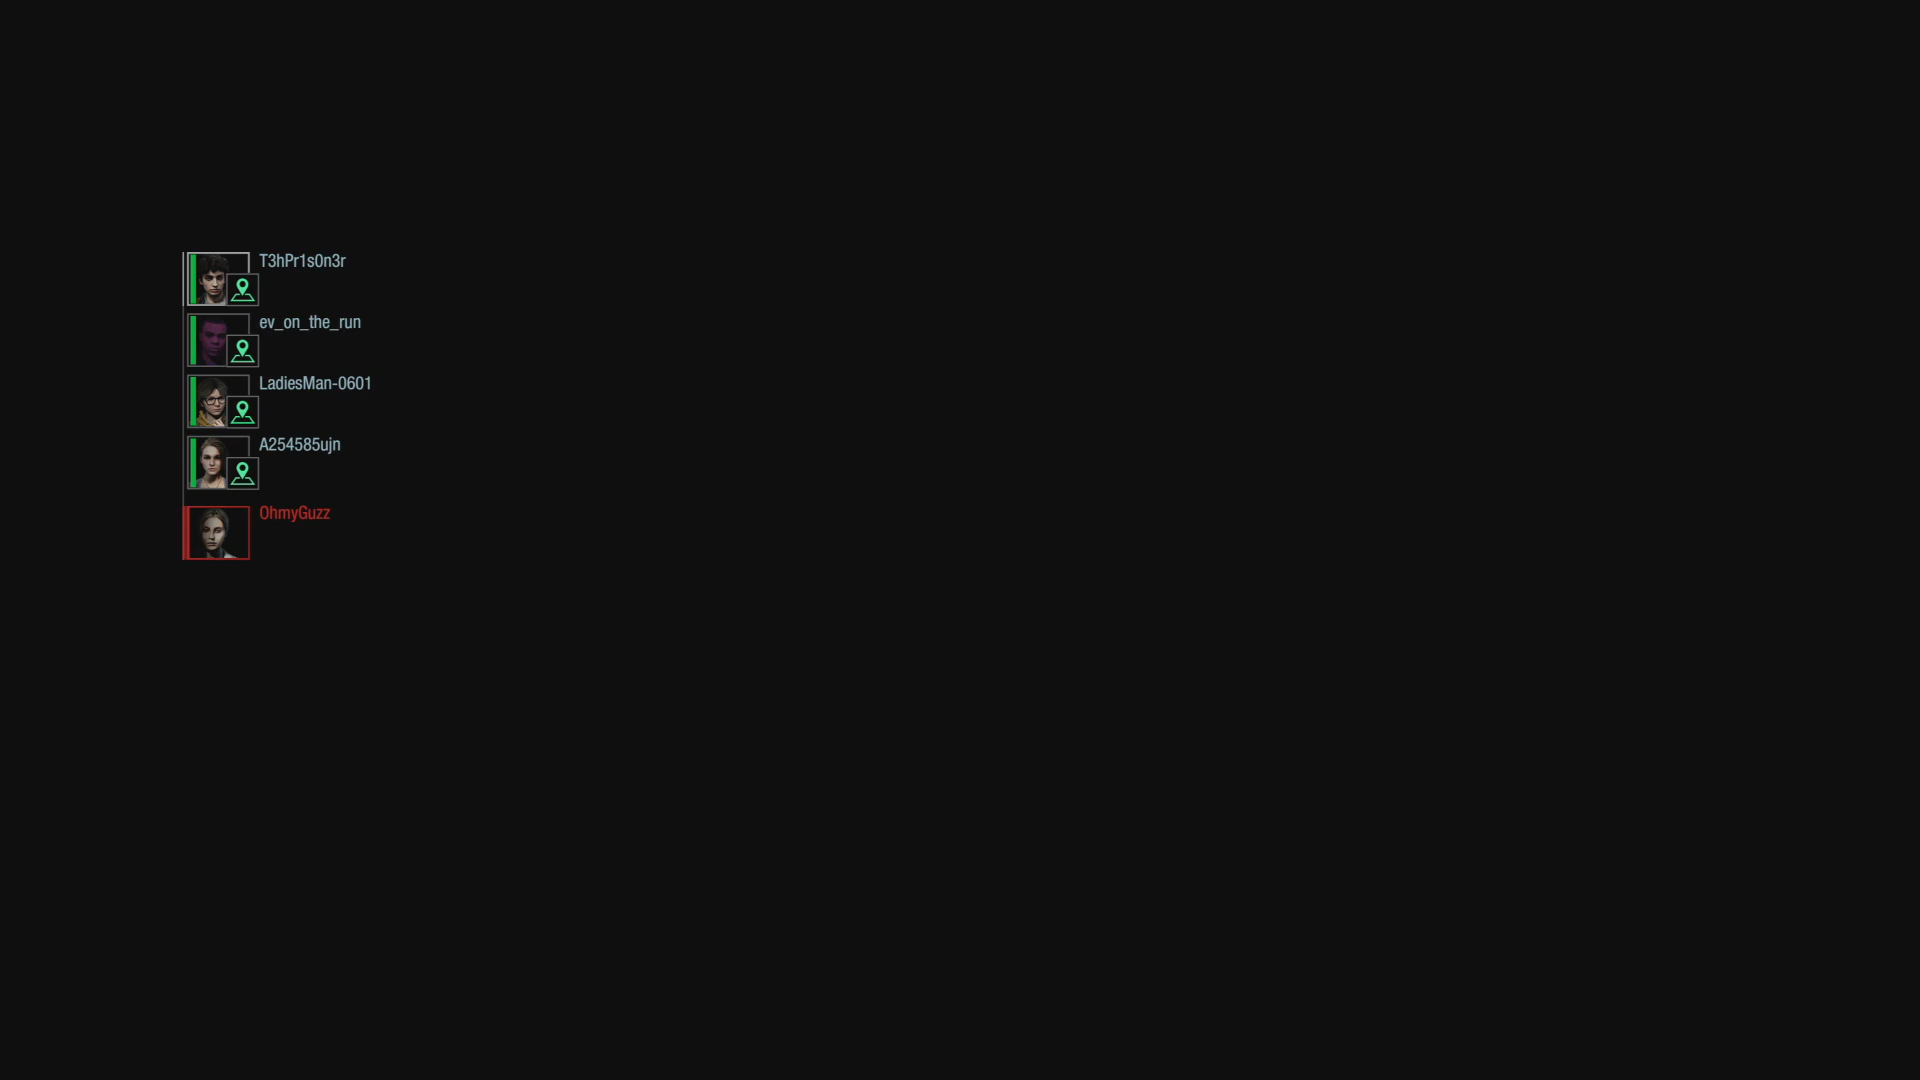 T3hPr1s0n3r
ev_on_the_run
LadiesMan-0601
A254585ujn
OhmyGuzz